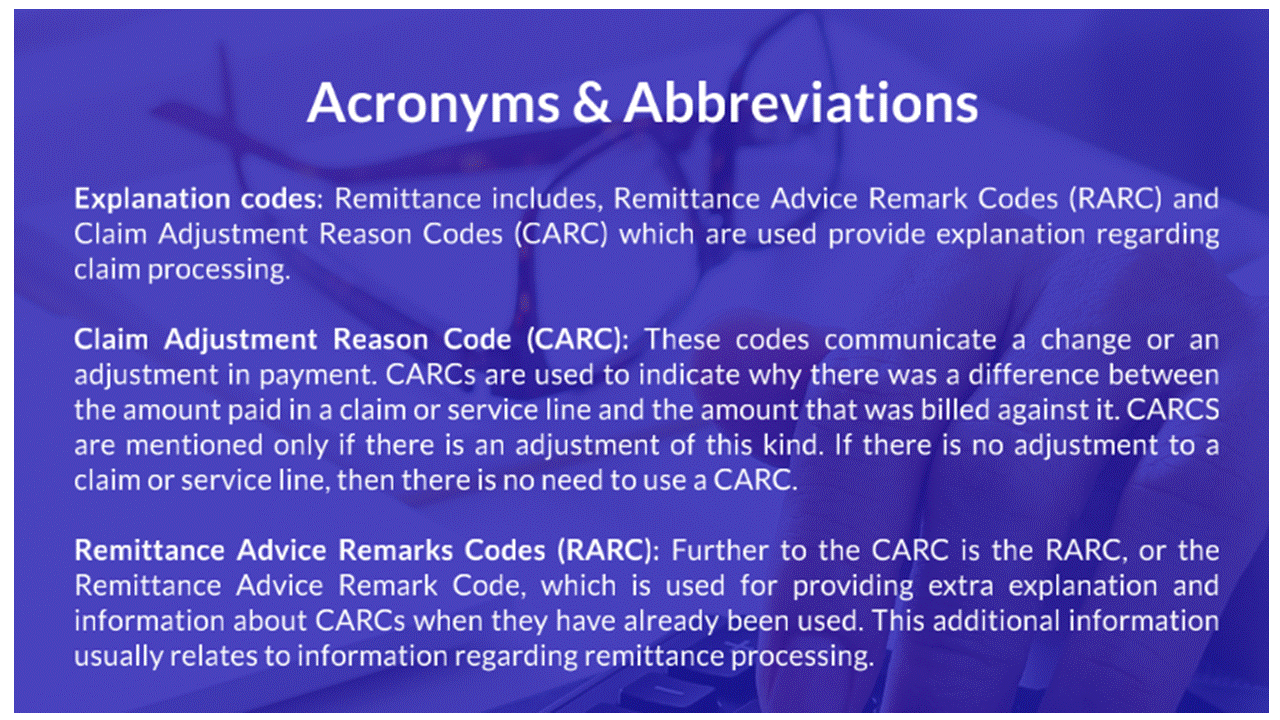 Acronyms & Abbreviations
Explanation codes: Remittance includes, Remittance Advice Remark Codes (RARC) and
Claim Adjustment Reason Codes (CARC) which are used provide explanation regarding
claim processing.
Claim Adjustment Reason Code (CARC): These codes communicate a change or an
adjustment in payment. CARCs are used to indicate why there was a difference between
the amount paid in a claim or service line and the amount that was billed against it. CARCS
are mentioned only if there is an adjustment of this kind. If there is no adjustment to a
claim or service line, then there is no need to use a CARC.
Remittance Advice Remarks Codes (RARC): Further to the CARC is the RARC, or the
Remittance Advice Remark Code, which is used for providing extra explanation and
information about CARCs when they have already been used. This additional information
usually relates to information regarding remittance processing.